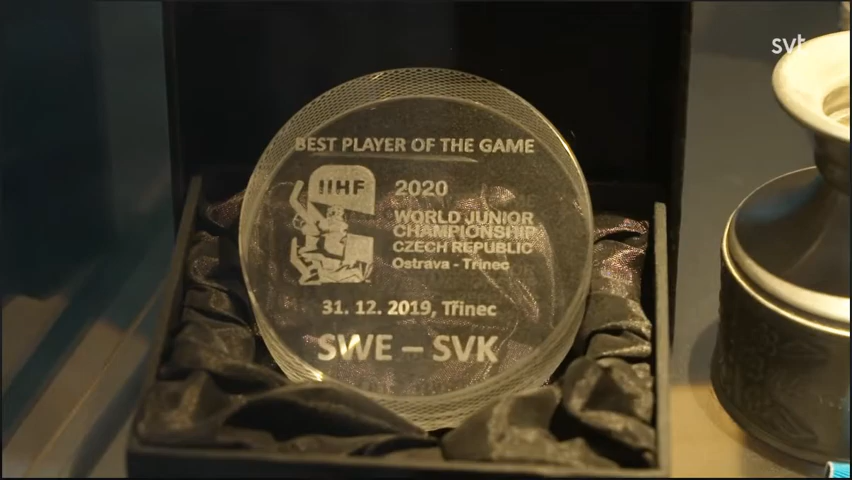 svt
BEST PLAYER OF THE GAME
IIHF
2020
WORLD JUNIOR
CHAMPIONSHIP
CZECH REPUBLIC
Ostrava - Třinec
31. 12. 2019, Třinec
SWE – SVK